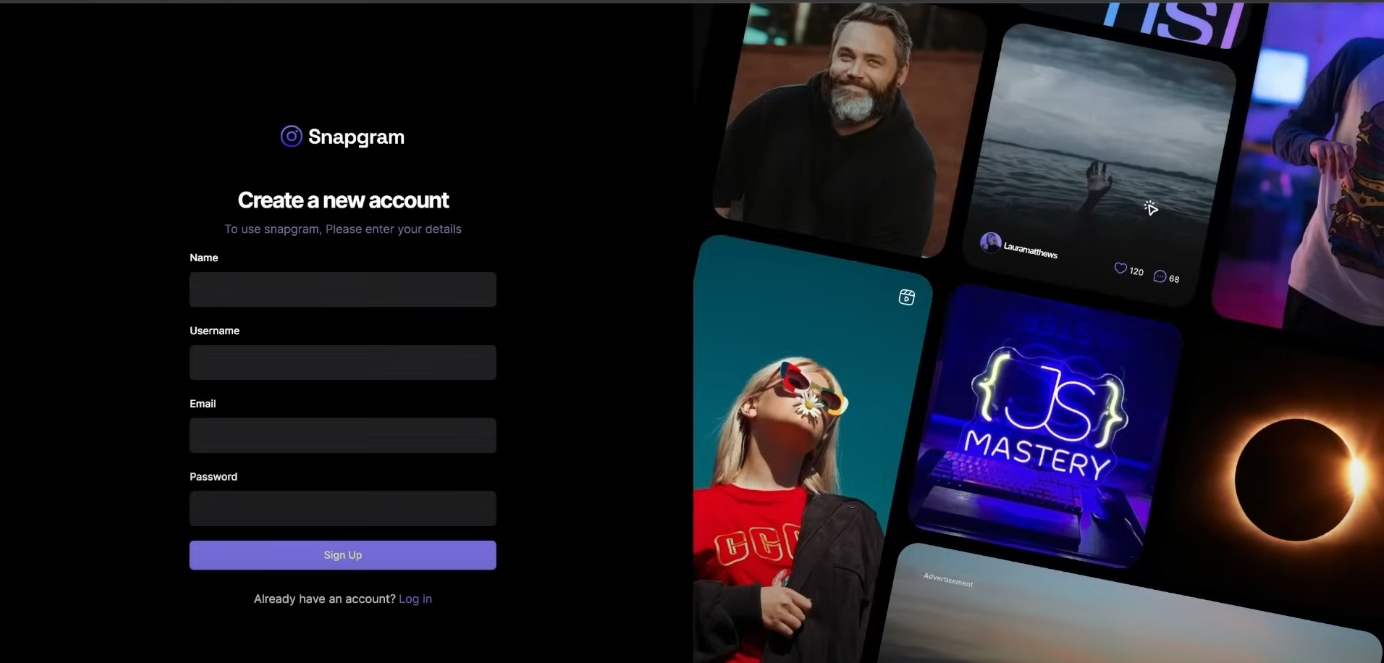 Snapgram
Create a new account
To use snapgram, Please enter your details
Name
Username
Email
Password
Sign Up
Already have an account? Log in
Lauramatthews
120
68
{JS}
MASTERY
Advertisement